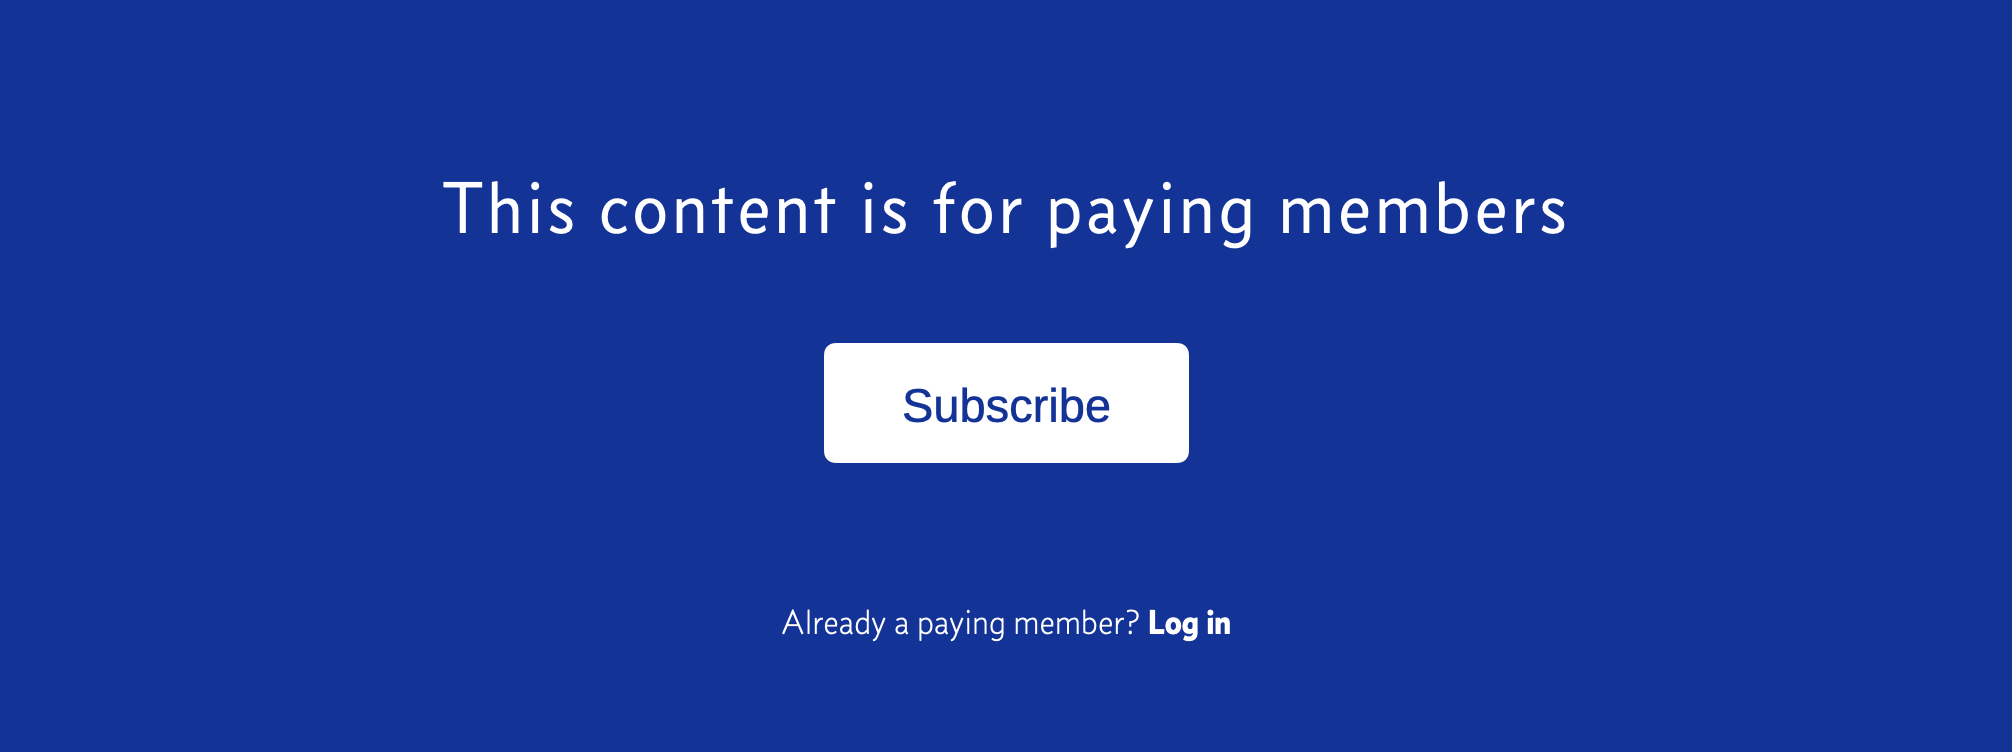 This content is for paying members
Subscribe
Already a paying member? Log in